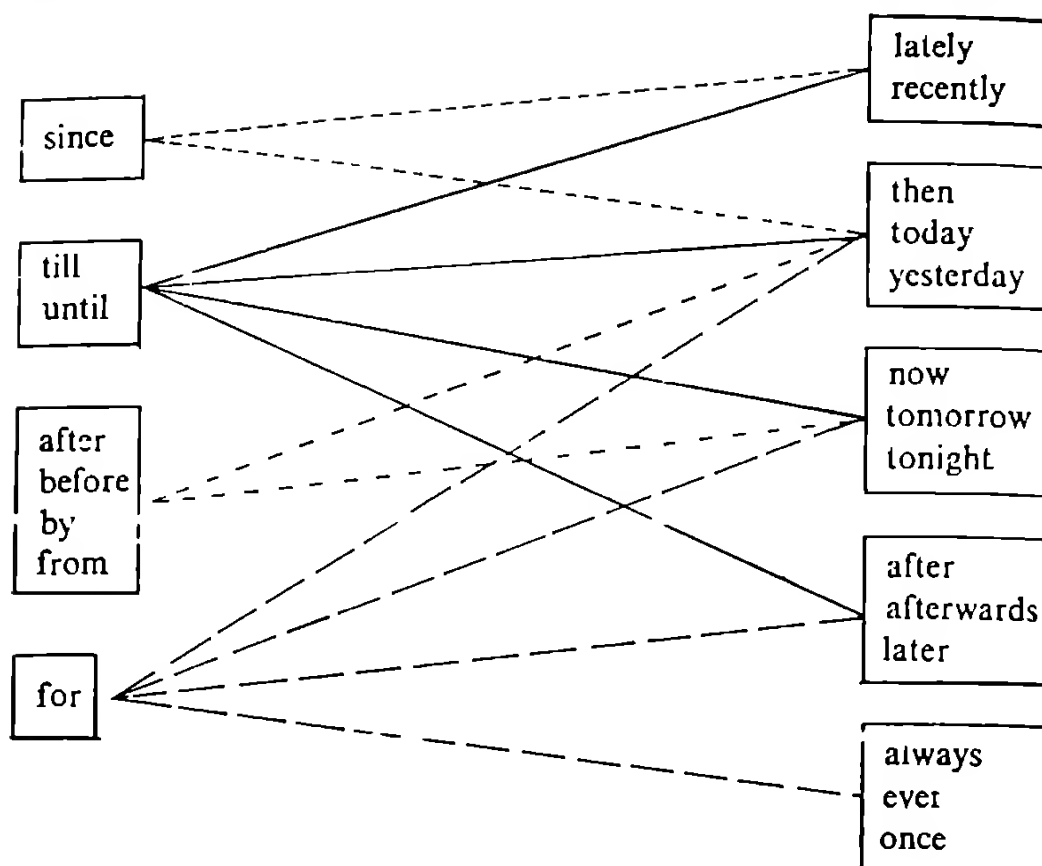 since
till
until
after
before
by
from
for
lately
recently
then
today
yesterday
now
tomorrow
tonight
after
afterwards
later
always
ever
once